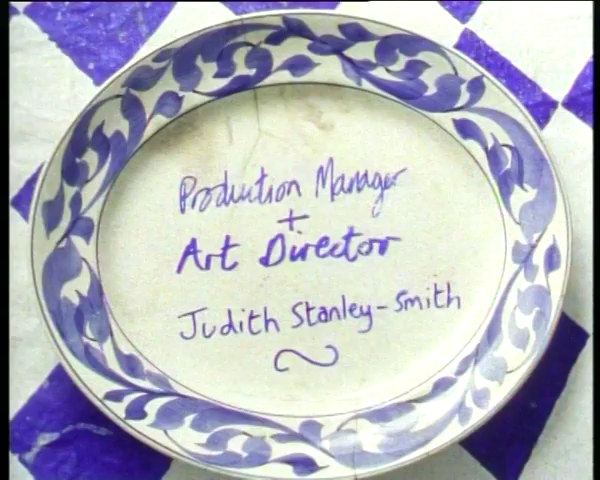 Production Manager
+
Art Director
Judith Stanley-Smith